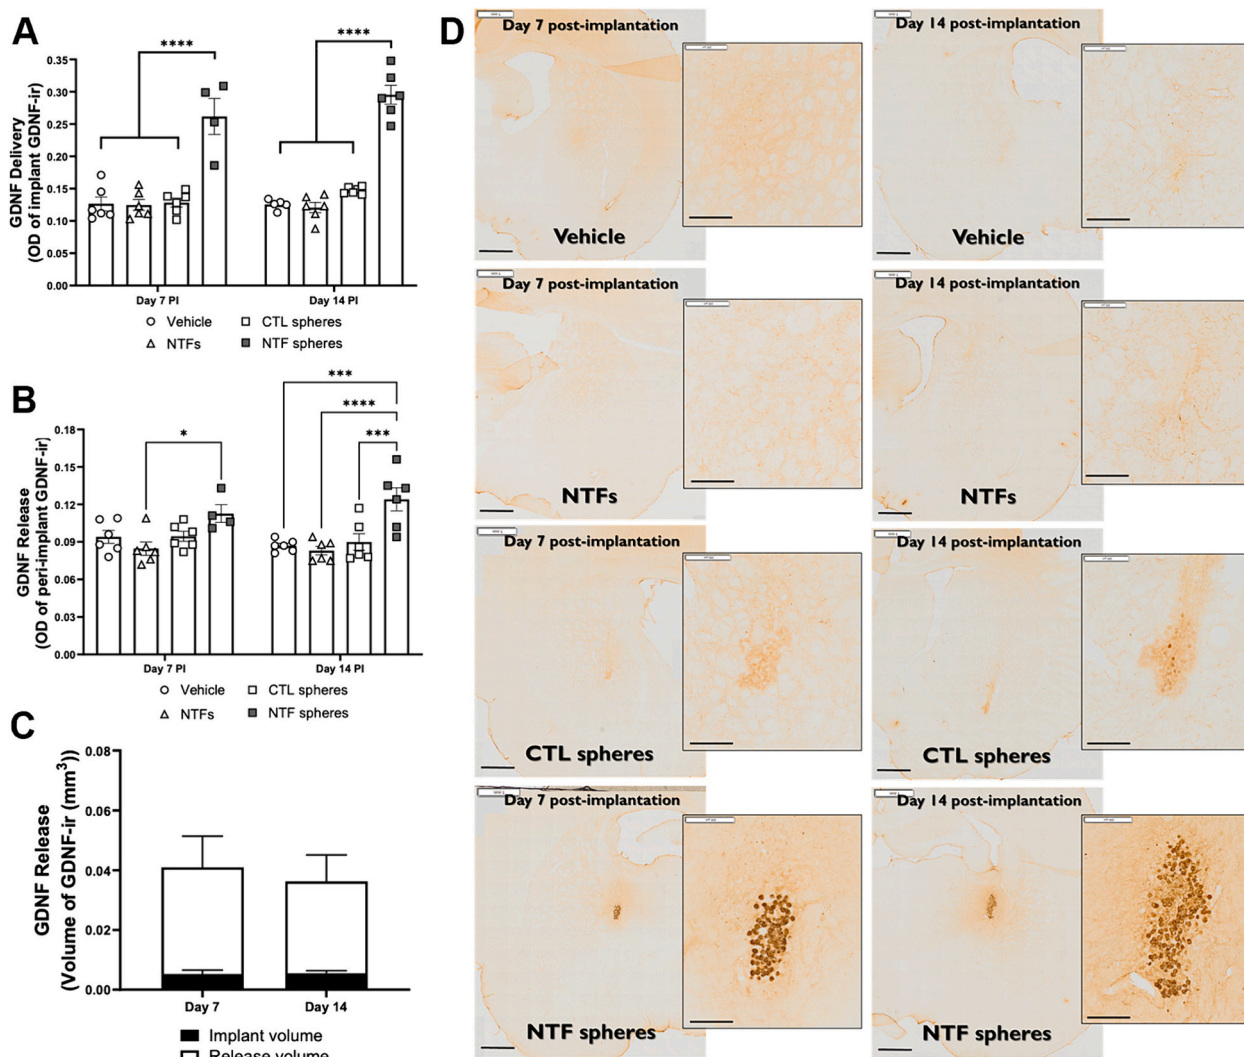 A
****
****
GDNF Delivery
(OD of implant GDNF-ir)
0.35
0.30
0.25
0.20
0.15
0.10
0.05
0.00
Day 7 PI
Day 14 PI
Vehicle
CTL spheres
NTFs
NTF spheres
B
***
****
*
***
GDNF Release
(OD of peri-implant GDNF-ir)
0.18
0.15
0.12
0.09
0.06
0.03
0.00
Day 7 PI
Day 14 PI
Vehicle
CTL spheres
NTFs
NTF spheres
C
GDNF Release
(Volume of GDNF-ir (mm³)
0.08
0.06
0.04
0.02
0.00
Day 7
Day 14
Implant volume
Release volume
D
Day 7 post-implantation
Vehicle
Day 14 post-implantation
Vehicle
Day 7 post-implantation
NTFs
Day 14 post-implantation
NTFs
Day 7 post-implantation
CTL spheres
Day 14 post-implantation
CTL spheres
Day 7 post-implantation
NTF spheres
Day 14 post-implantation
NTF spheres